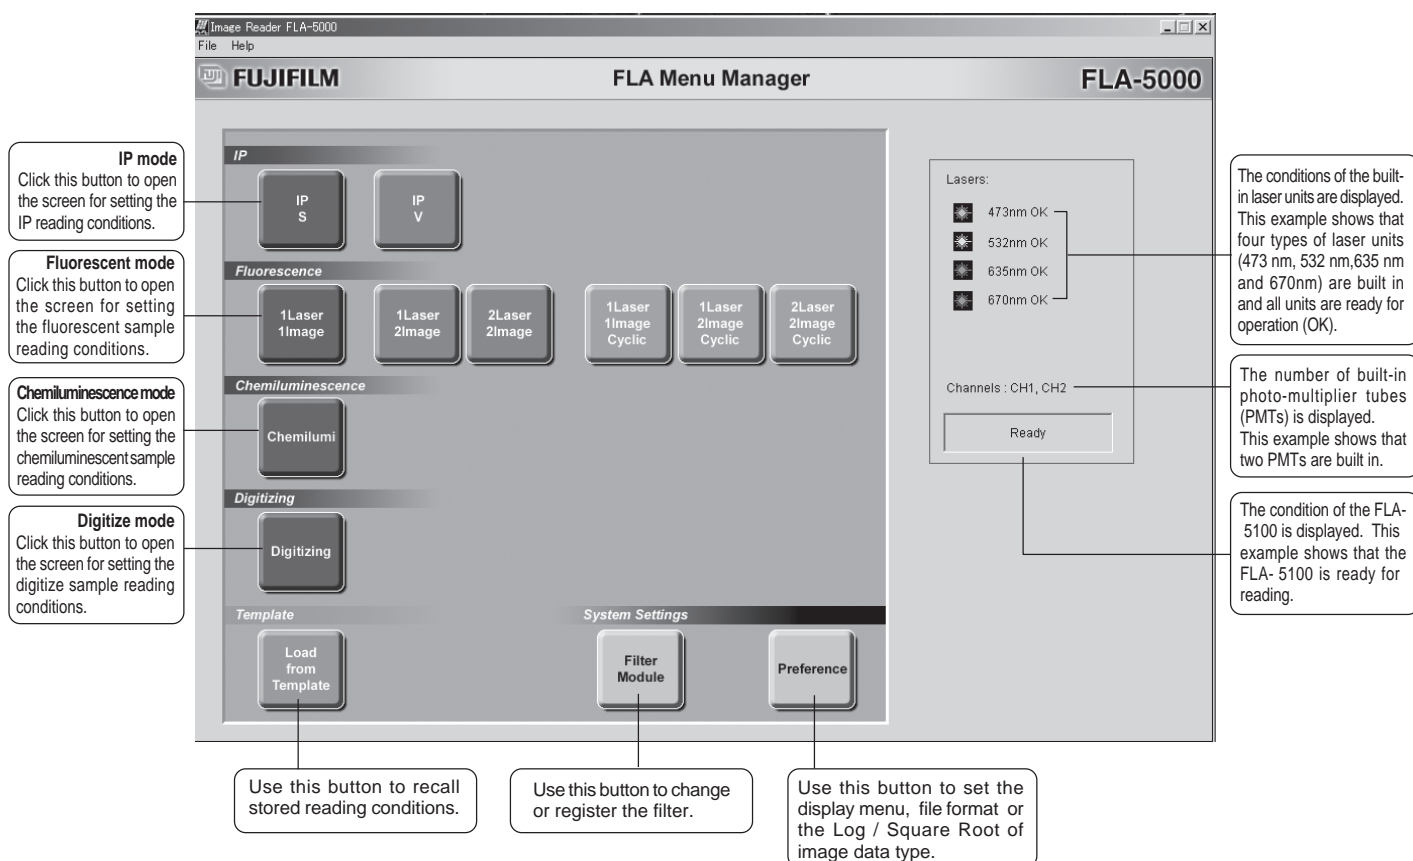 Image Reader FLA-5000
File Help
FUJIFILM
FLA Menu Manager
FLA-5000
IP mode
Click this button to open
the screen for setting the
IP reading conditions.
Fluorescent mode
Click this button to open
the screen for setting
the fluorescent sample
reading conditions.
Chemiluminescence mode
Click this button to open
the screen for setting the
chemiluminescent sample
reading conditions.
Digitize mode
Click this button to open
the screen for setting the
digitize sample reading
conditions.
IP
IP
S
IP
V
Fluorescence
1Laser
1Image
1Laser
2Image
2Laser
2Image
1Laser
1Image
Cyclic
1Laser
2Image
Cyclic
2Laser
2Image
Cyclic
Chemiluminescence
Chemilumi
Digitizing
Digitizing
Template
Load
from
Template
System Settings
Filter
Module
Preference
Lasers:
473nm OK
532nm OK
635nm OK
670nm OK
Channels : CH1, CH2
Ready
The conditions of the built-
in laser units are displayed.
This example shows that
four types of laser units
(473 nm, 532 nm,635 nm
and 670nm) are built in
and all units are ready for
operation (OK).
The number of built-in
photo-multiplier tubes
(PMTs) is displayed.
This example shows that
two PMTs are built in.
The condition of the FLA-
5100 is displayed. This
example shows that the
FLA- 5100 is ready for
reading.
Use this button to recall
stored reading conditions.
Use this button to change
or register the filter.
Use this button to set the
display menu, file format or
the Log / Square Root of
image data type.